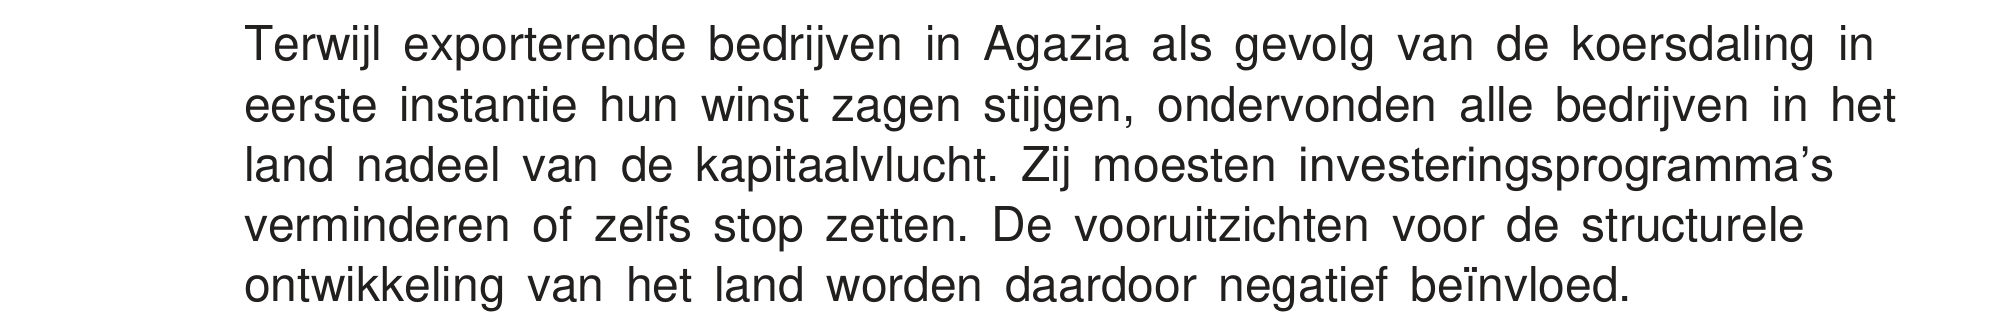 Terwijl exporterende bedrijven in Agazia als gevolg van de koersdaling in
eerste instantie hun winst zagen stijgen, ondervonden alle bedrijven in het
land nadeel van de kapitaalvlucht. Zij moesten investeringsprogramma’s
verminderen of zelfs stop zetten. De vooruitzichten voor de structurele
ontwikkeling van het land worden daardoor negatief beïnvloed.